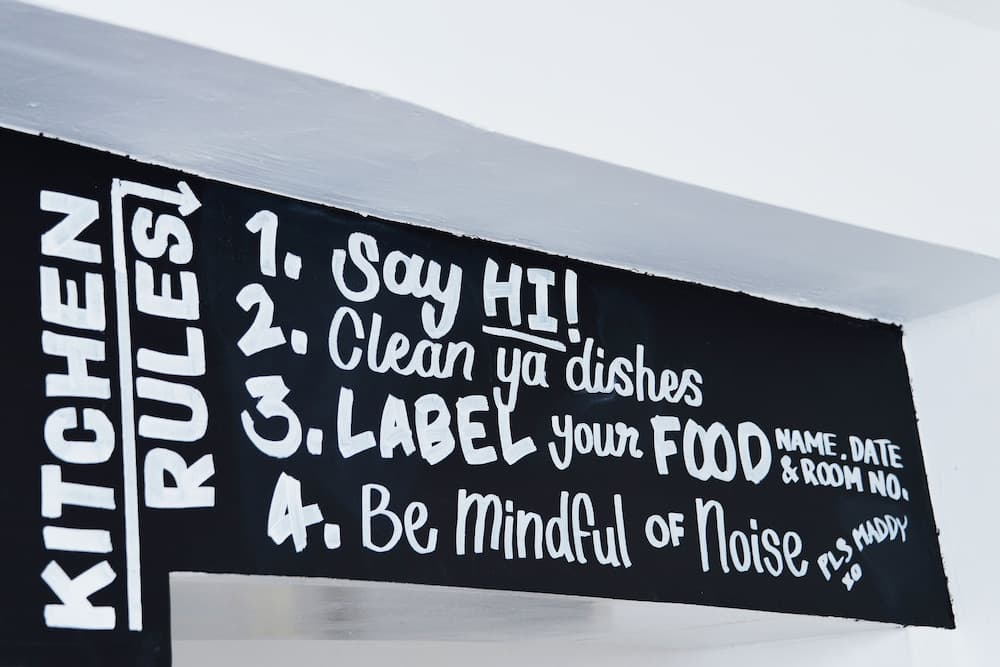 KITCHEN
RULES
1. Say HI!
2. Clean ya dishes
3. LABEL your FOOD NAME. DATE
& ROOM NO.
4. Be Mindful OF Noise PLS MADDY
xo